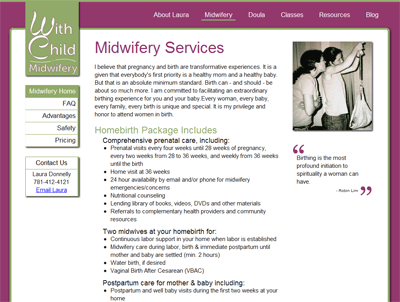 About Laura Midwifery Doula Classes Resources Blog
With
Child
Midwifery
Midwifery Home
FAQ
Advantages
Safety
Pricing
Contact Us
Laura Donnelly
781-412-4121
Email Laura
Midwifery Services
I believe that pregnancy and birth are transformative experiences. It is a
given that everybody's first priority is a healthy mom and a healthy baby.
But that is an absolute minimum standard. Birth can - and should - be
about so much more. I am committed to facilitating an extraordinary
birthing experience for you and your baby. Every woman, every baby,
every family, every birth is unique and special. It is my privilege and
honor to attend women in birth.
Homebirth Package Includes
Comprehensive prenatal care, including:
• Prenatal visits every four weeks until 28 weeks of pregnancy,
every two weeks from 28 to 36 weeks, and weekly from 36 weeks
until the birth
• Home visit at 36 weeks
• 24 hour availability by email and/or phone for midwifery
emergencies/concerns
• Nutritional counseling
• Lending library of books, videos, DVDs and other materials
• Referrals to complementary health providers and community
resources
Two midwives at your homebirth for:
• Continuous labor support in your home when labor is established
• Midwifery care during labor, birth & immediate postpartum until
mother and baby are settled (min. 2 hours)
• Water birth, if desired
• Vaginal Birth After Cesarean (VBAC)
Postpartum care for mother & baby including:
• Postpartum and well baby visits during the first two weeks at your
home
“
Birthing is the most
profound initiation to
spirituality a woman can
have.
- Robin Lim ”